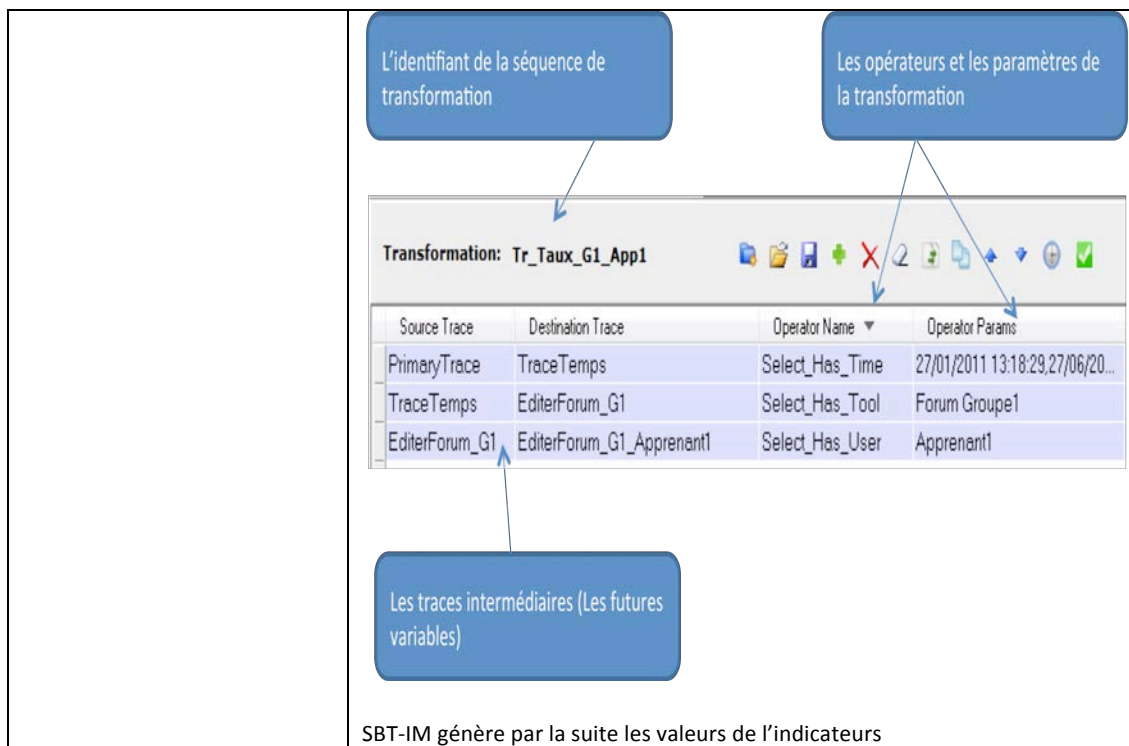 L'identifiant de la séquence de
transformation
Les opérateurs et les paramètres de
la transformation
Transformation: Tr_Taux_G1_App1
Source Trace Destination Trace Operator Name Operator Params
PrimaryTrace TraceTemps Select_Has_Time 27/01/2011 13:18:29,27/06/20...
TraceTemps EditerForum_G1 Select_Has_Tool Forum Groupe1
EditerForum_G1 EditerForum_G1_Apprenant1 Select_Has_User Apprenant1
Les traces intermédiaires (Les futures
variables)
SBT-IM génère par la suite les valeurs de l'indicateurs